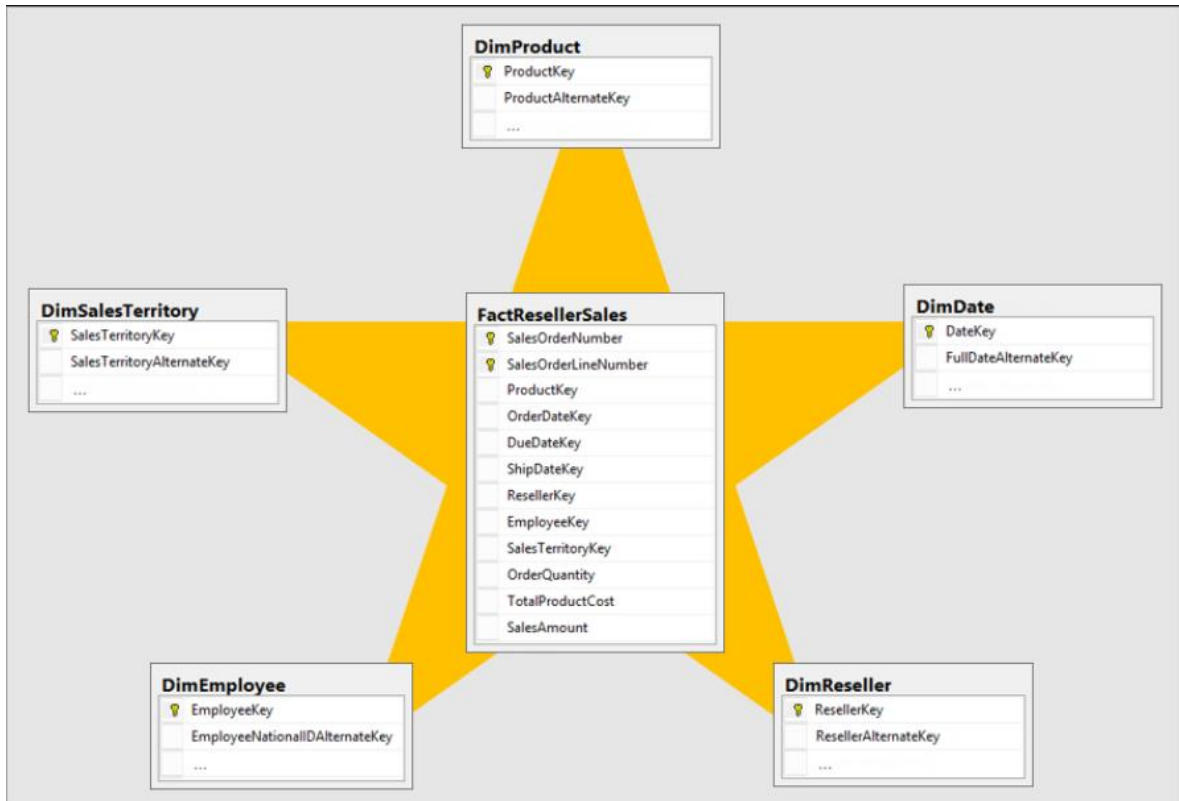 DimProduct
ProductKey
ProductAlternateKey
...
DimSalesTerritory
SalesTerritoryKey
SalesTerritoryAlternateKey
...
FactResellerSales
SalesOrderNumber
SalesOrderLineNumber
ProductKey
OrderDateKey
DueDateKey
ShipDateKey
ResellerKey
EmployeeKey
SalesTerritoryKey
OrderQuantity
TotalProductCost
SalesAmount
DimDate
DateKey
FullDateAlternateKey
...
DimEmployee
EmployeeKey
EmployeeNationalIDAlternateKey
...
DimReseller
ResellerKey
ResellerAlternateKey
...